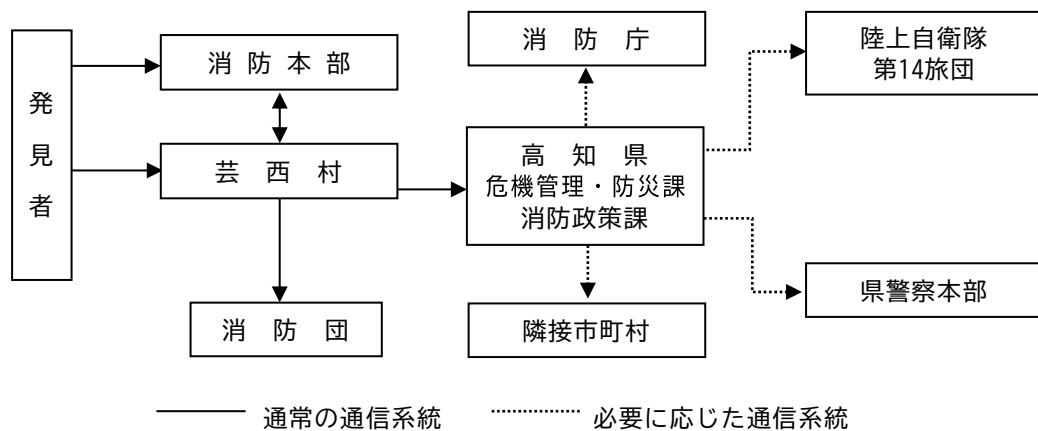 発見者
消防本部
芸西村
消防団
消防庁
高知県
危機管理・防災課
消防政策課
隣接市町村
陸上自衛隊
第14旅団
県警察本部
通常の通信系統
必要に応じた通信系統